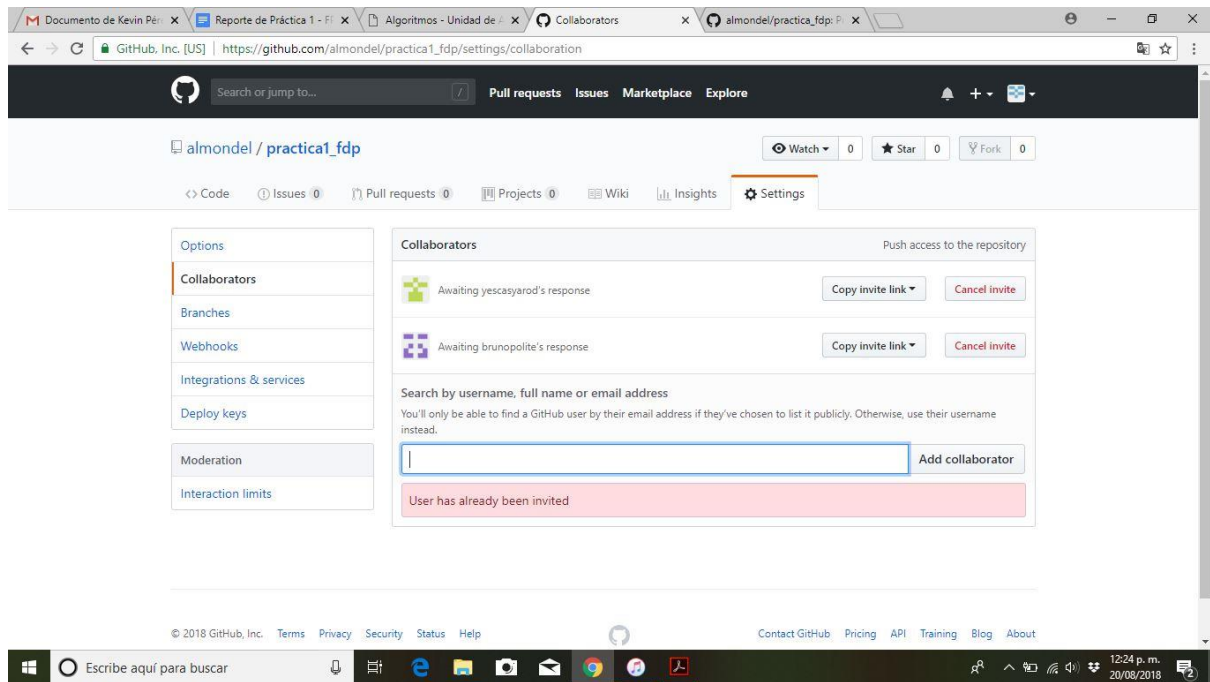 Documento de Kevin Pér
Reporte de Práctica 1 - F
Algoritmos - Unidad de
Collaborators
almondel/practica_fdp: P
GitHub, Inc. [US] | https://github.com/almondel/practica1_fdp/settings/collaboration
Search or jump to...
/
Pull requests Issues Marketplace Explore
almondel / practica1_fdp
Watch 0 Star 0 Fork 0
Code Issues 0 Pull requests 0 Projects 0 Wiki Insights Settings
Options
Collaborators
Branches
Webhooks
Integrations & services
Deploy keys
Moderation
Interaction limits
Collaborators Push access to the repository
Awaiting yescasyarod's response Copy invite link Cancel invite
Awaiting brunopolite's response Copy invite link Cancel invite
Search by username, full name or email address
You'll only be able to find a GitHub user by their email address if they've chosen to list it publicly. Otherwise, use their username
instead.
Add collaborator
User has already been invited
© 2018 GitHub, Inc. Terms Privacy Security Status Help Contact GitHub Pricing API Training Blog About
Escribe aquí para buscar
12:24 p. m.
20/08/2018
2